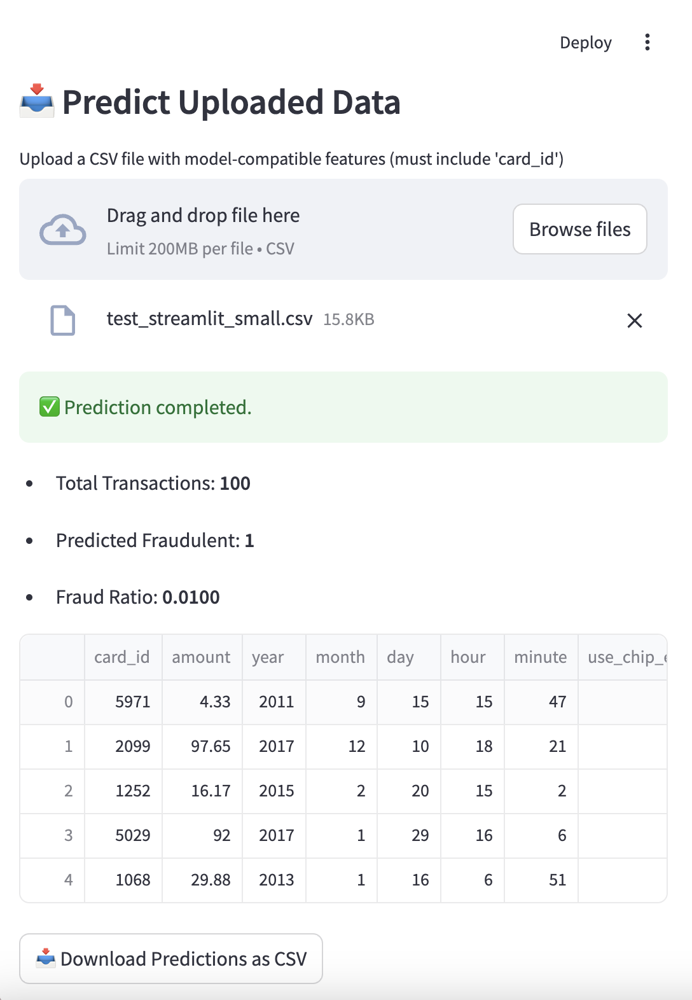 Deploy
Predict Uploaded Data
Upload a CSV file with model-compatible features (must include 'card_id')
Drag and drop file here
Limit 200MB per file • CSV
Browse files
test_streamlit_small.csv 15.8KB
Prediction completed.
• Total Transactions: 100
• Predicted Fraudulent: 1
• Fraud Ratio: 0.0100
card_id amount year month day hour minute use_chip_
0 5971 4.33 2011 9 15 15 47
1 2099 97.65 2017 12 10 18 21
2 1252 16.17 2015 2 20 15 2
3 5029 92 2017 1 29 16 6
4 1068 29.88 2013 1 16 6 51
Download Predictions as CSV